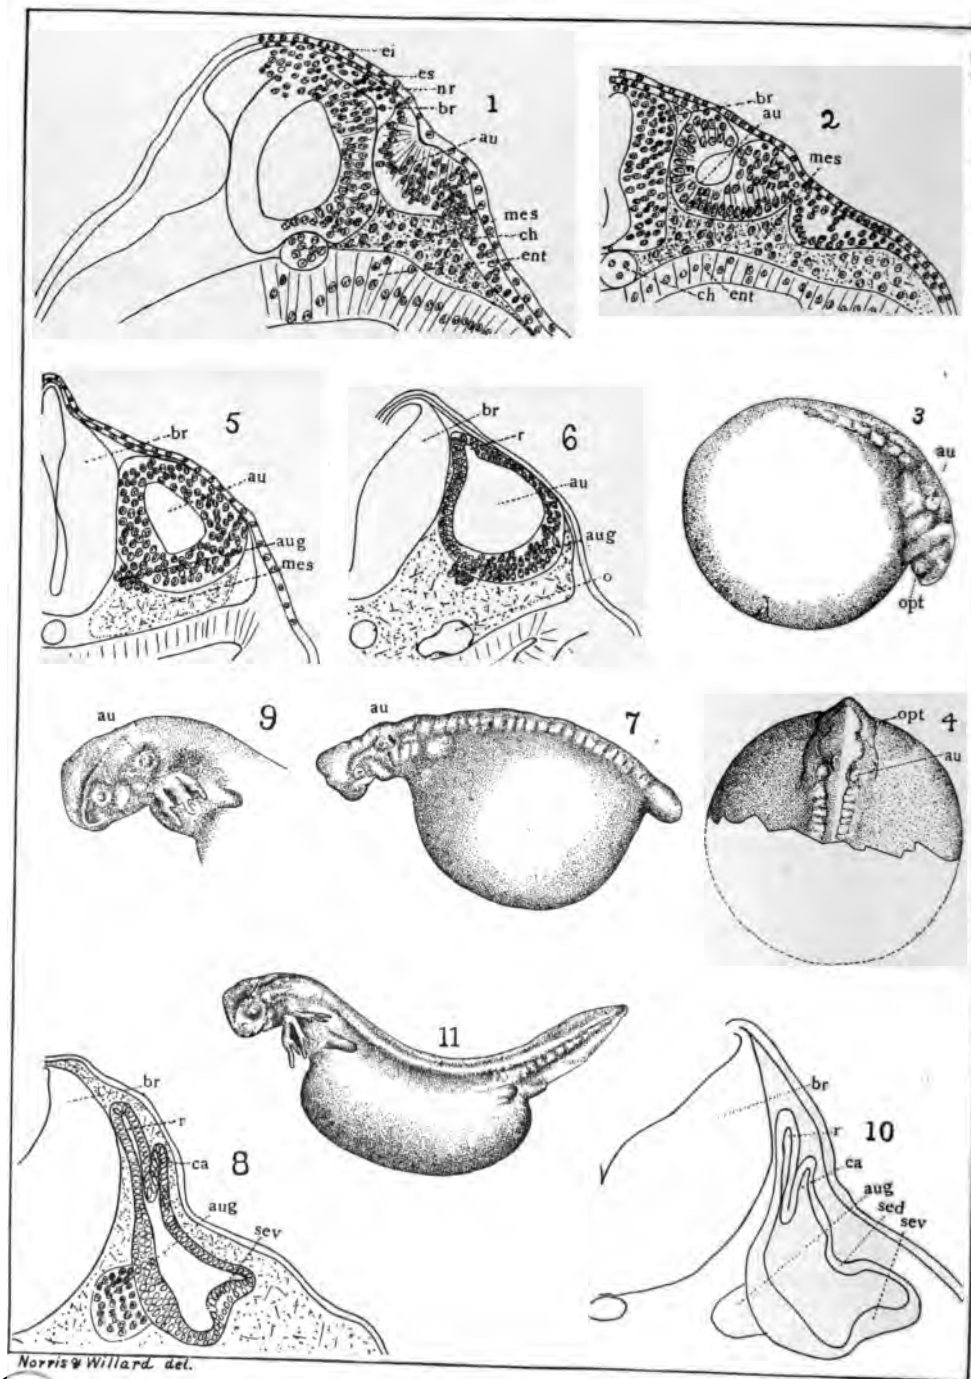 ei
es
nr
br
1
au
mes
ch
ent
br
au
2
mes
ch ent
5
br
au
aug
mes
6
br
r
au
aug
o
3
au
opt
9
au
7
au
4
opt
au
11
8
br
r
ca
aug
sev
10
br
r
ca
aug
sed
sev
Norris & Willard del.